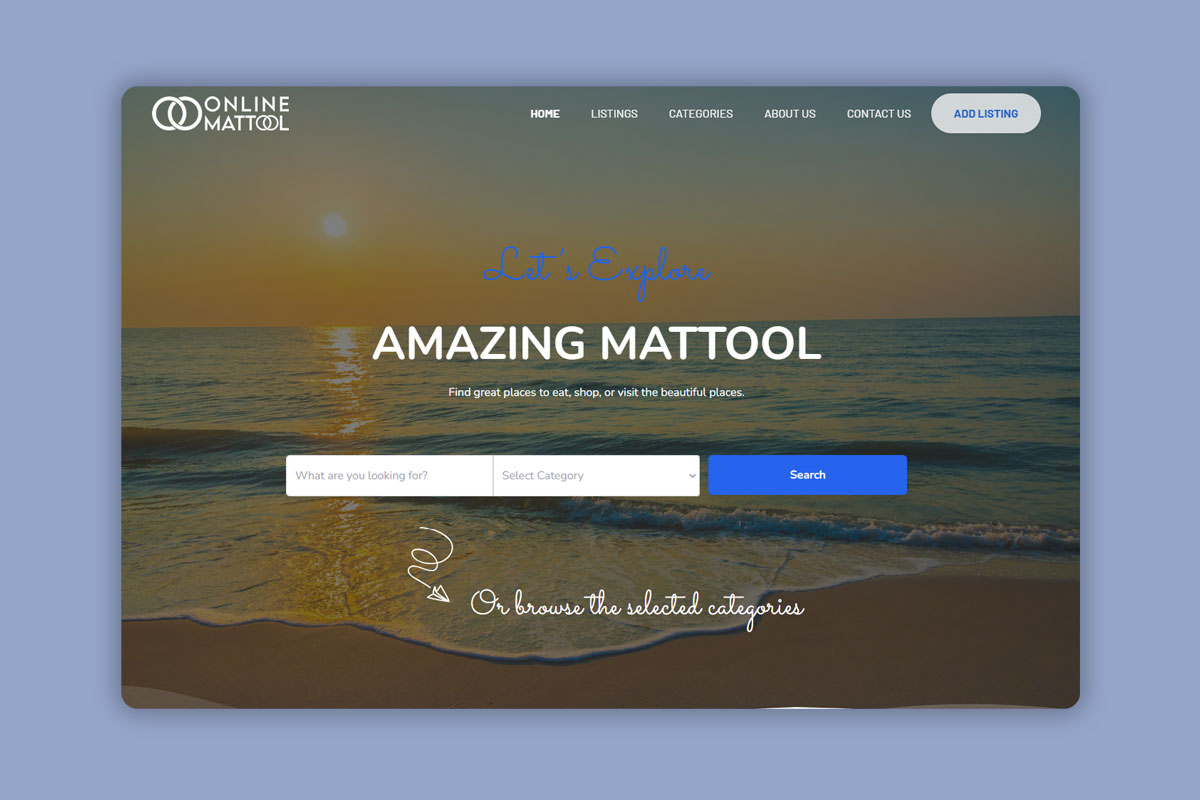 ONLINE
MATTOOL
HOME LISTINGS CATEGORIES ABOUT US CONTACT US ADD LISTING
Let's Explore
AMAZING MATTOOL
Find great places to eat, shop, or visit the beautiful places.
What are you looking for? Select Category Search
Or browse the selected categories